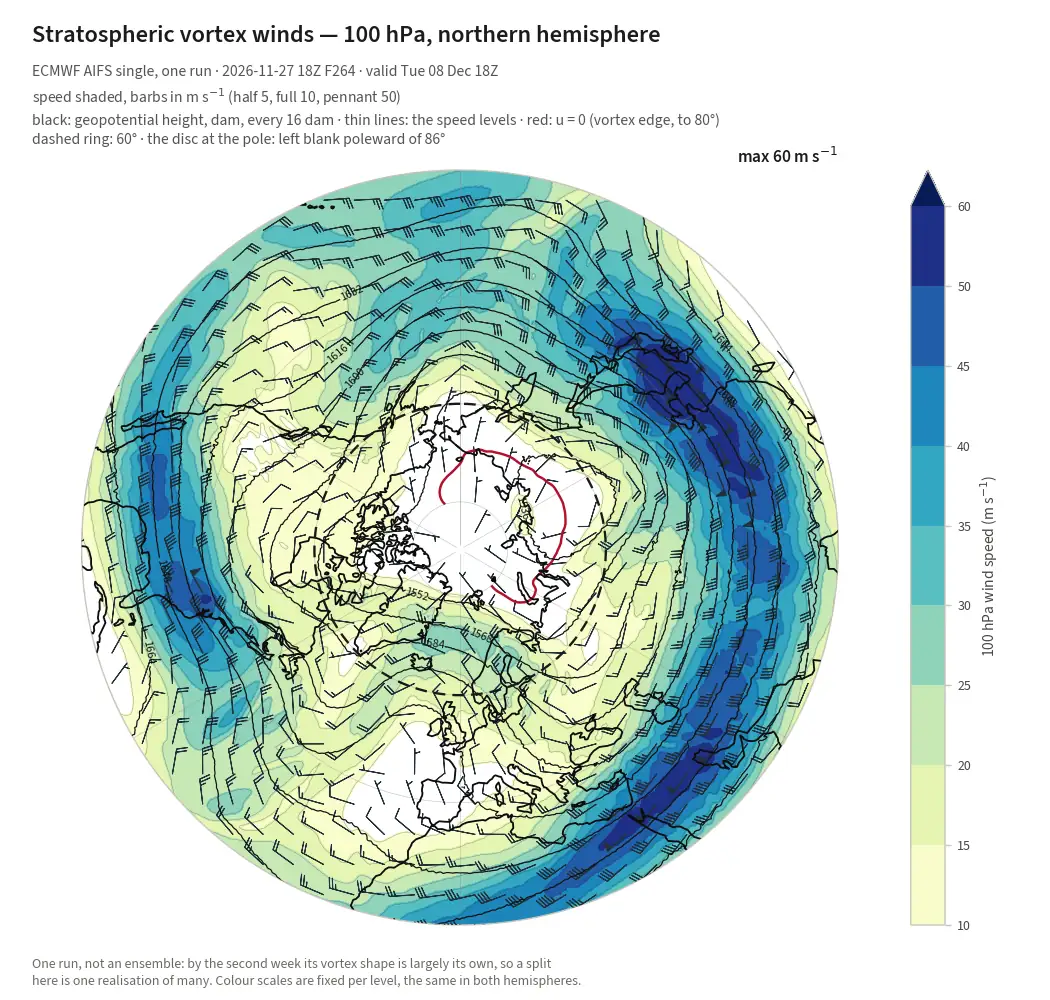 Stratospheric vortex winds — 100 hPa, northern hemisphere
ECMWF AIFS single, one run · 2026-11-27 18Z F264 · valid Tue 08 Dec 18Z
speed shaded, barbs in m s⁻¹ (half 5, full 10, pennant 50)
black: geopotential height, dam, every 16 dam · thin lines: the speed levels · red: u = 0 (vortex edge, to 80°)
dashed ring: 60° · the disc at the pole: left blank poleward of 86°
max 60 m s⁻¹
60
50
45
40
35
30
25
20
15
10
100 hPa wind speed (m s⁻¹)
1616
1600
1552
1568
One run, not an ensemble: by the second week its vortex shape is largely its own, so a split
here is one realisation of many. Colour scales are fixed per level, the same in both hemispheres.